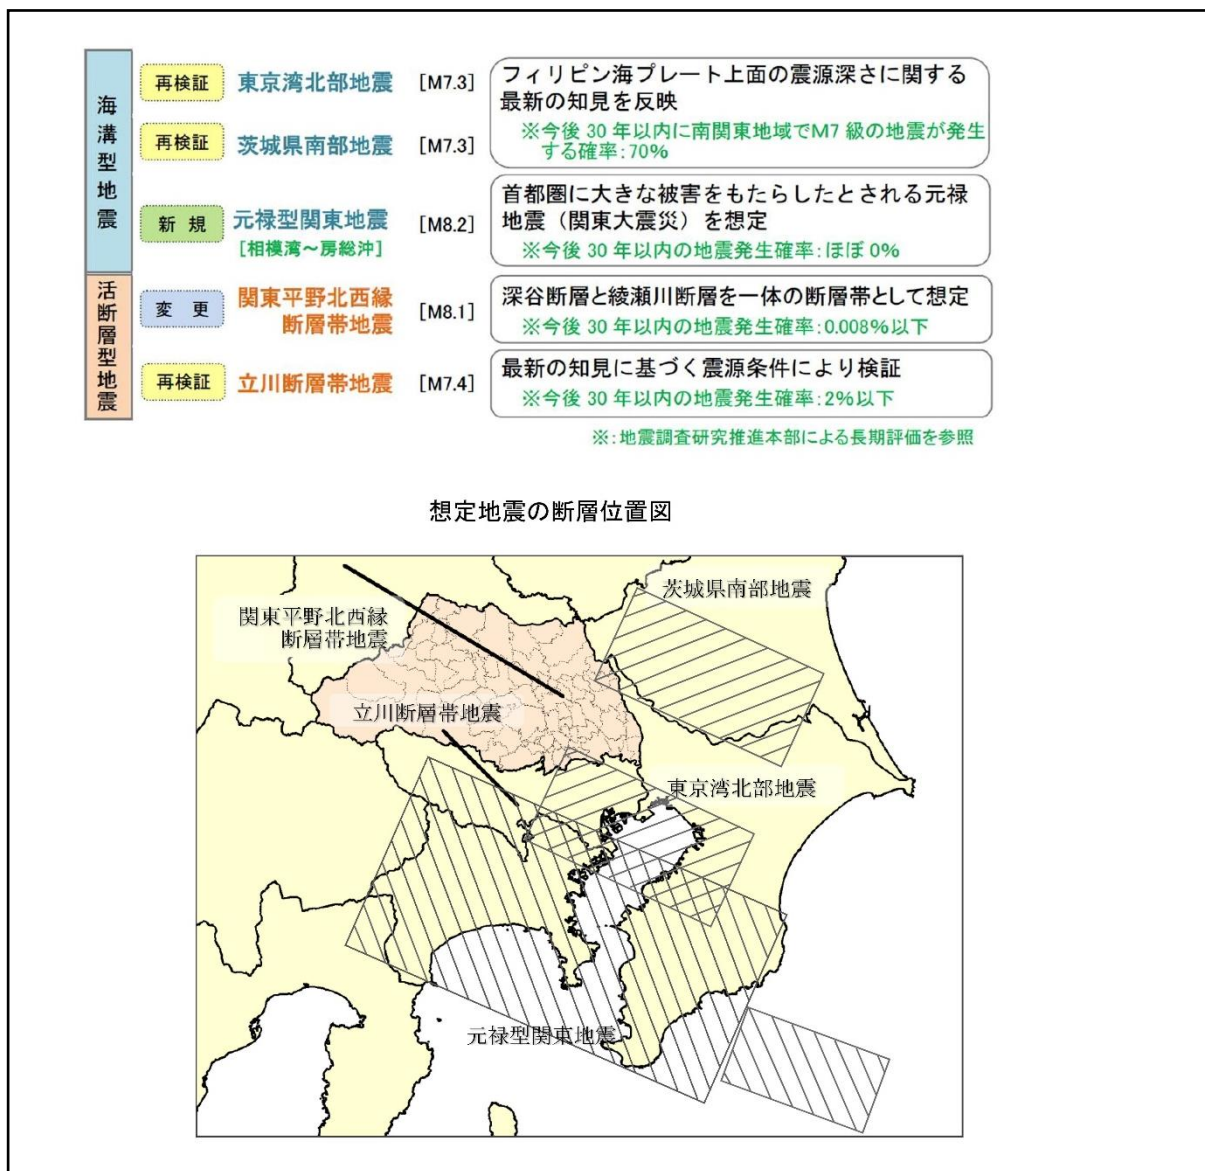 海溝型地震
再検証 東京湾北部地震 [M7.3]
フィリピン海プレート上面の震源深さに関する
最新の知見を反映
再検証 茨城県南部地震 [M7.3]
※今後 30 年以内に南関東地域でM7 級の地震が発生
する確率:70%
新 規 元禄型関東地震 [M8.2]
[相模湾~房総沖]
首都圏に大きな被害をもたらしたとされる元禄
地震（関東大震災）を想定
※今後 30 年以内の地震発生確率:ほぼ 0%
活断層型地震
変 更 関東平野北西縁
断層帯地震 [M8.1]
深谷断層と綾瀬川断層を一体の断層帯として想定
※今後 30 年以内の地震発生確率:0.008%以下
再検証 立川断層帯地震 [M7.4]
最新の知見に基づく震源条件により検証
※今後 30 年以内の地震発生確率:2%以下
※:地震調査研究推進本部による長期評価を参照
想定地震の断層位置図
茨城県南部地震
関東平野北西縁
断層帯地震
立川断層帯地震
東京湾北部地震
元禄型関東地震